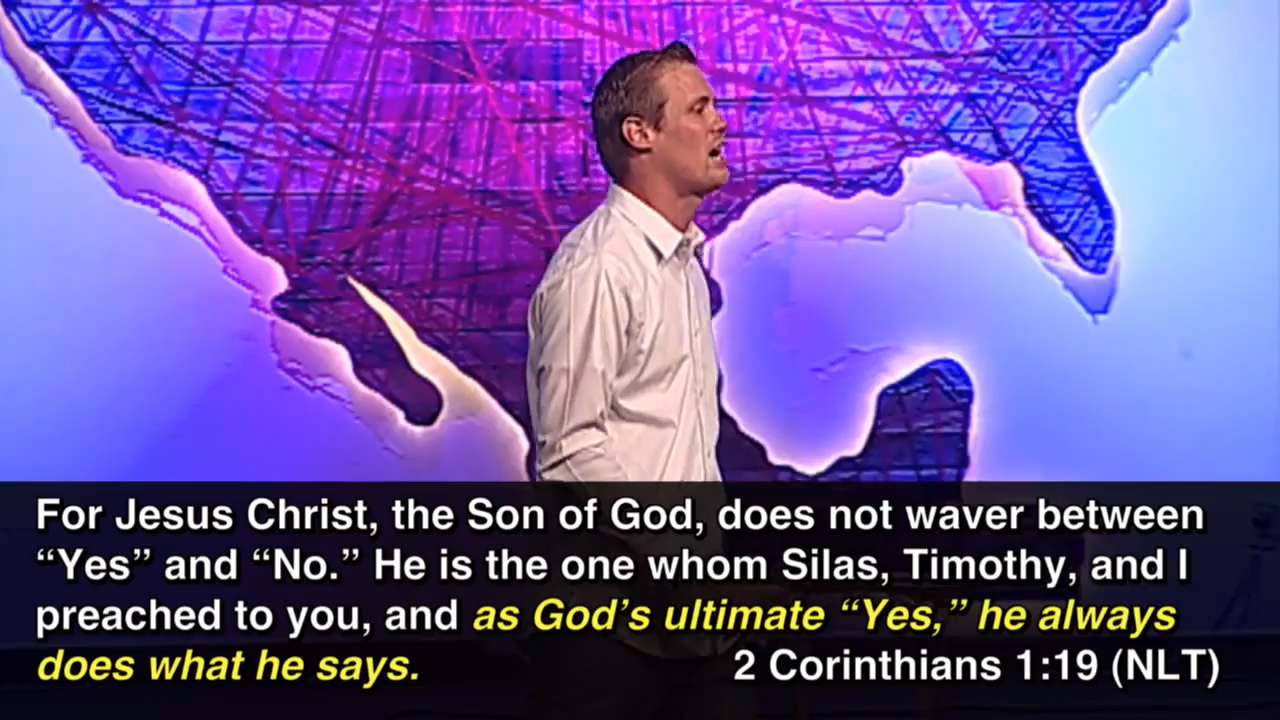 For Jesus Christ, the Son of God, does not waver between
“Yes” and “No.” He is the one whom Silas, Timothy, and I
preached to you, and as God’s ultimate “Yes,” he always
does what he says. 2 Corinthians 1:19 (NLT)